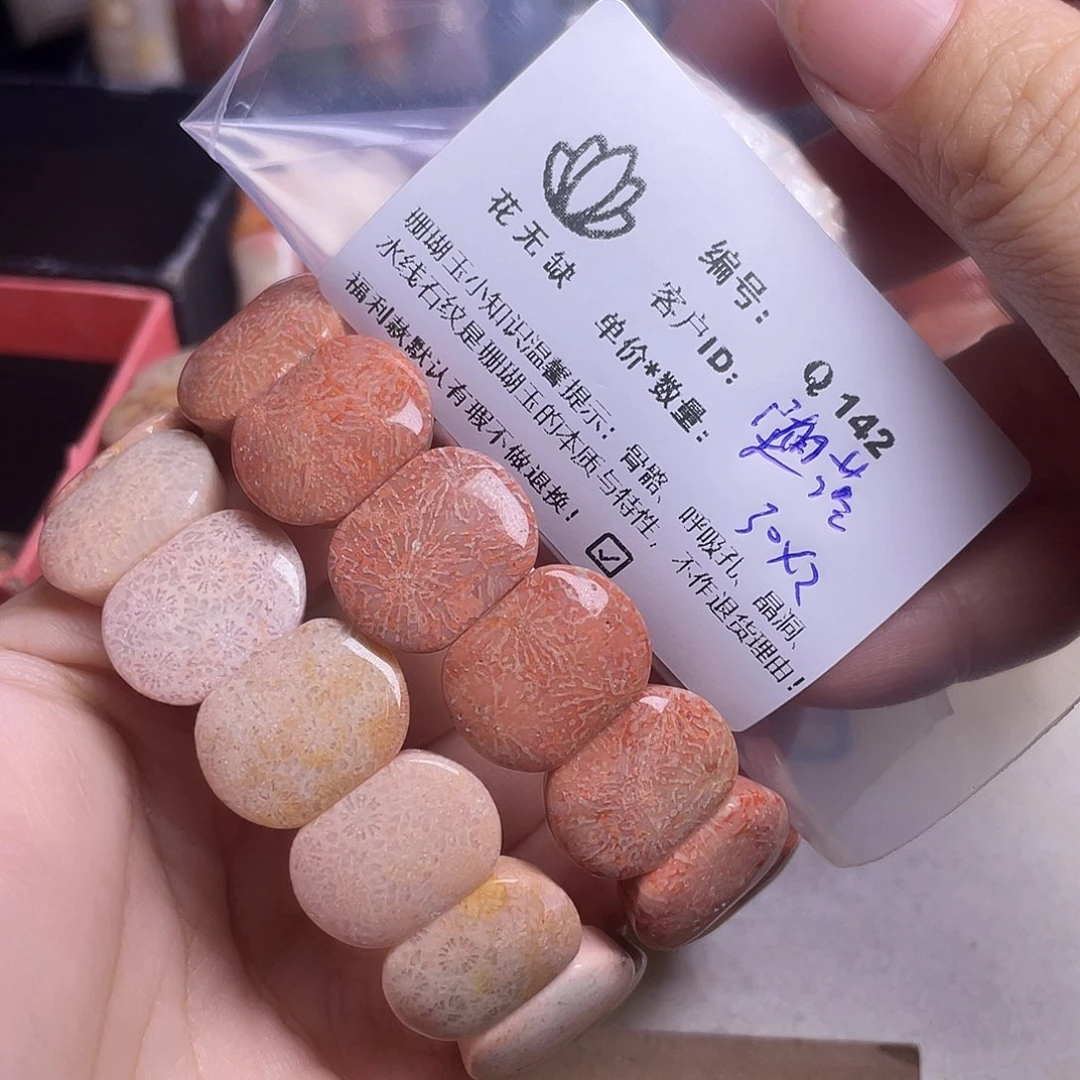 花无缺
编号：
Q142
客户ID：
单价*数量：
30X2
珊瑚玉小知识温馨提示：骨骼、呼吸孔、晶洞、
水线石纹是珊瑚玉的本质与特性，不作退货理由！
福利款默认有瑕不做退换！